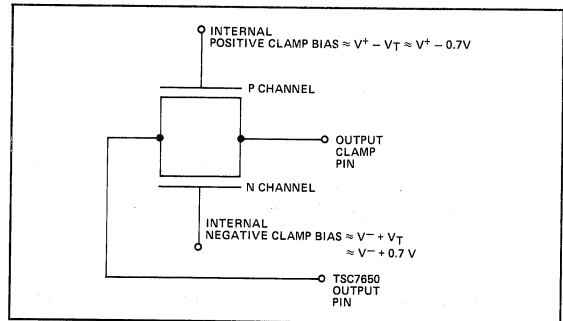 INTERNAL
POSITIVE CLAMP BIAS ≈ V⁺ − V_T ≈ V⁺ − 0.7V
P CHANNEL
OUTPUT
CLAMP
PIN
N CHANNEL
INTERNAL
NEGATIVE CLAMP BIAS ≈ V⁻ + V_T
≈ V⁻ + 0.7 V
TSC7650
OUTPUT
PIN